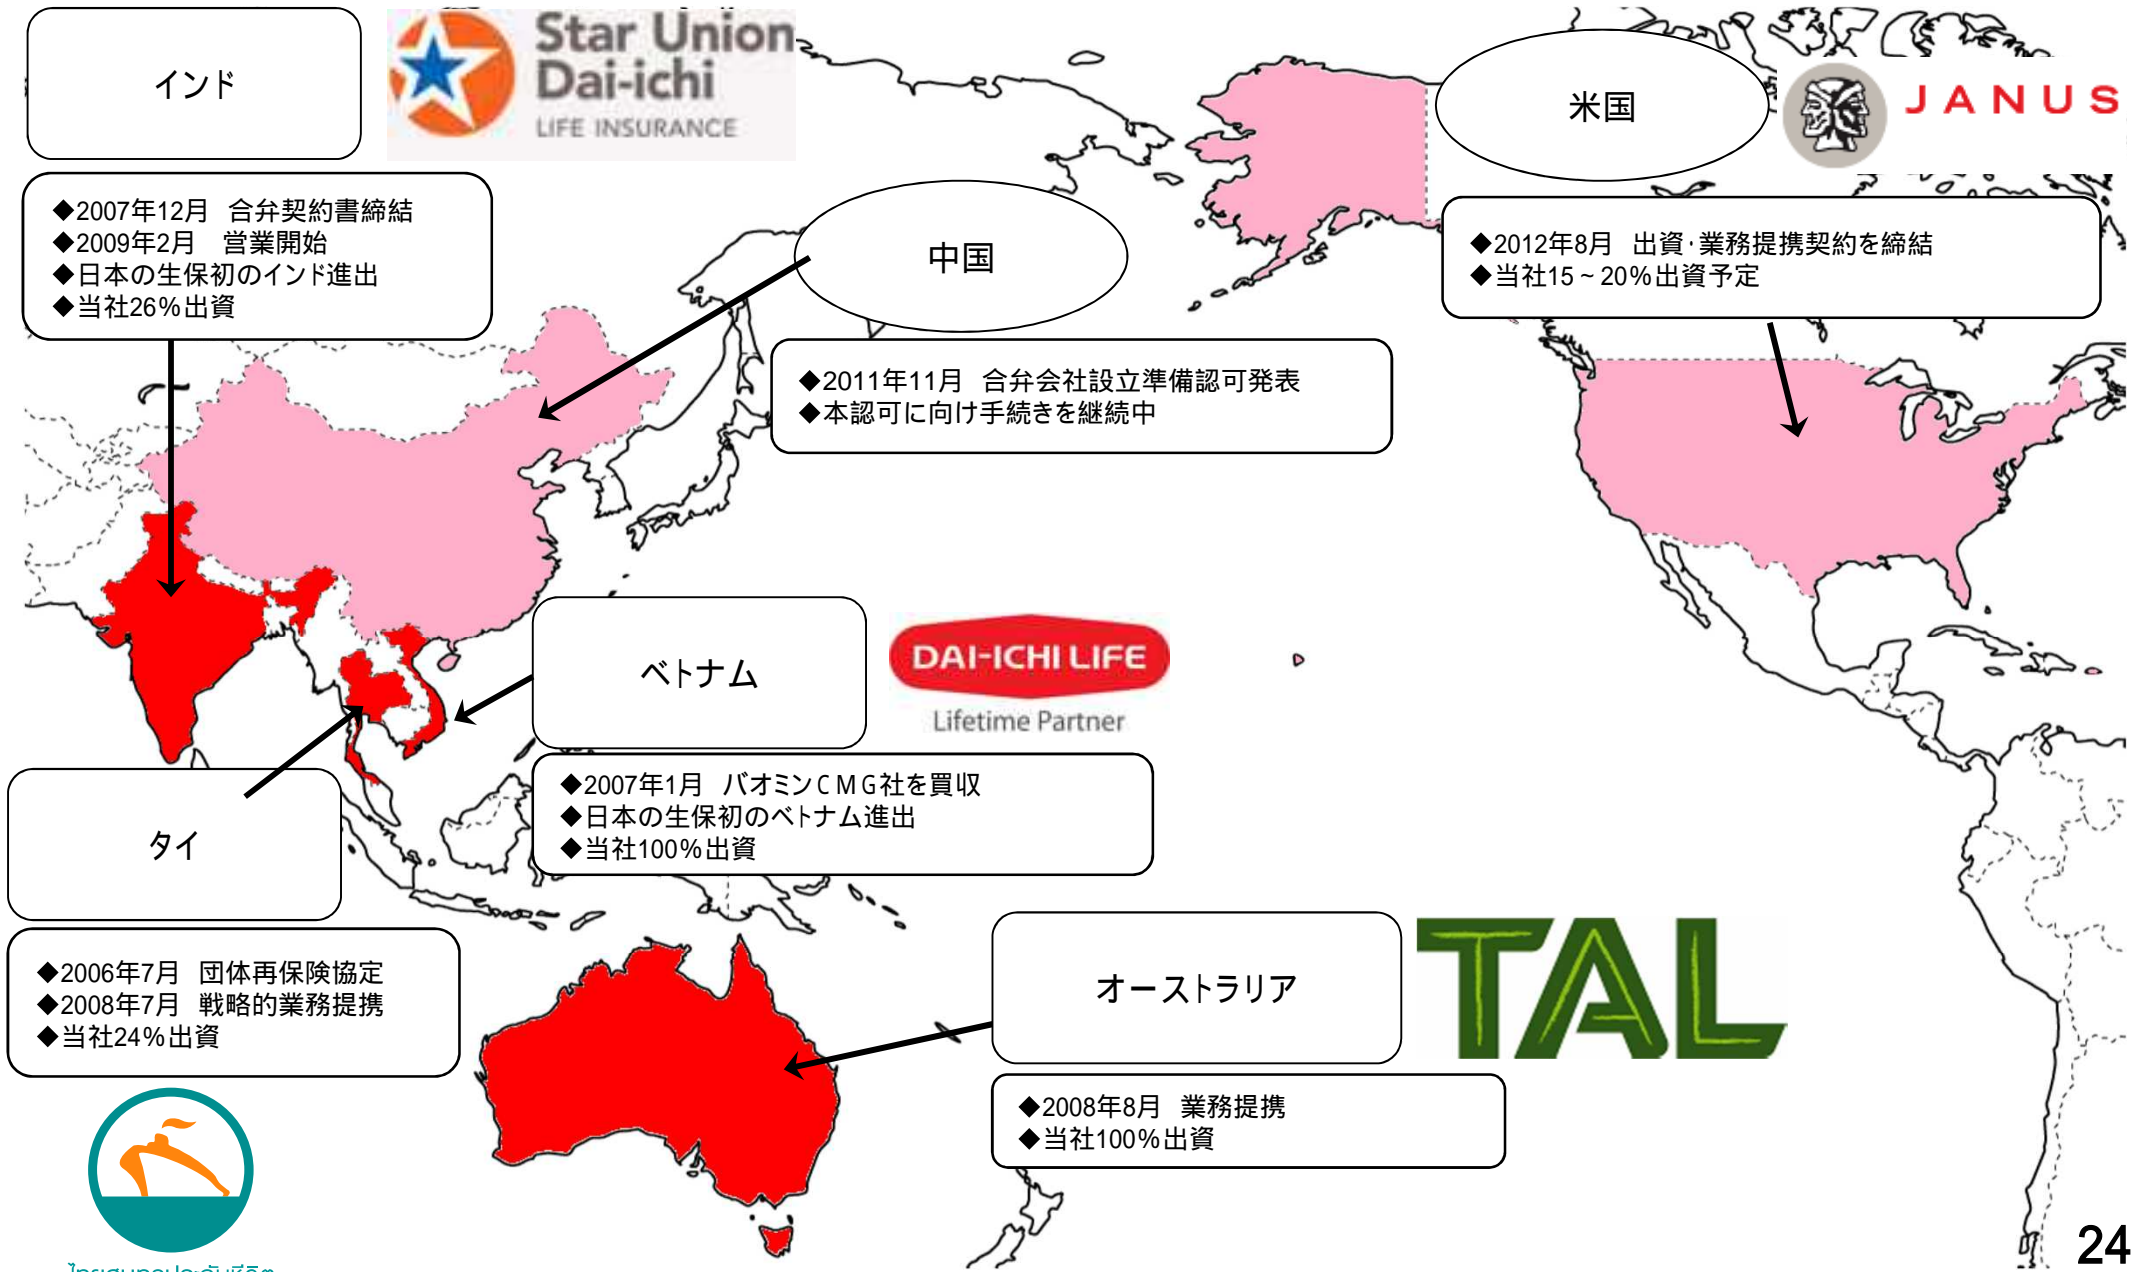 インド
Star Union
Dai-ichi
LIFE INSURANCE
◆2007年12月 合弁契約書締結
◆2009年2月 営業開始
◆日本の生保初のインド進出
◆当社26%出資
中国
◆2011年11月 合弁会社設立準備認可発表
◆本認可に向け手続きを継続中
米国
JANUS
◆2012年8月 出資・業務提携契約を締結
◆当社15~20%出資予定
ベトナム
DAI-ICHI LIFE
Lifetime Partner
◆2007年1月 バオミンCMG社を買収
◆日本の生保初のベトナム進出
◆当社100%出資
タイ
◆2006年7月 団体再保険協定
◆2008年7月 戦略的業務提携
◆当社24%出資
オーストラリア
TAL
◆2008年8月 業務提携
◆当社100%出資
24